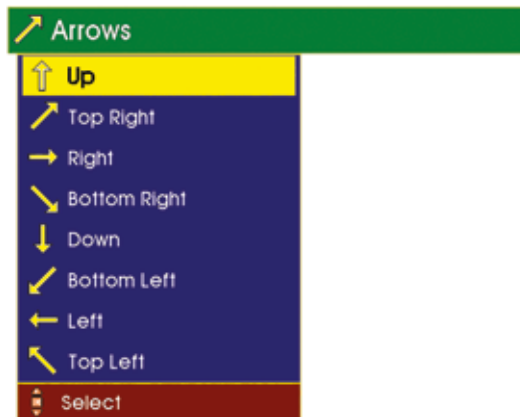 Arrows
Up
Top Right
Right
Bottom Right
Down
Bottom Left
Left
Top Left
Select